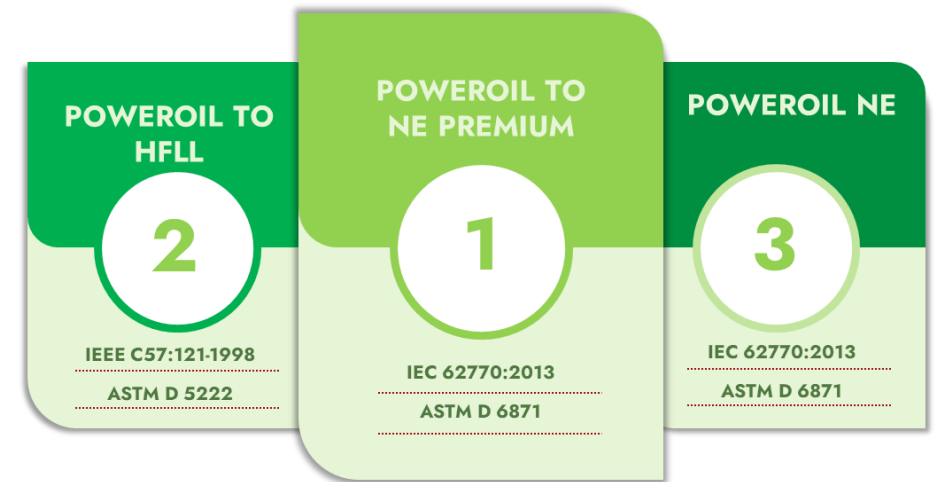 POWEROIL TO
HFLL
2
IEEE C57:121-1998
ASTM D 5222
POWEROIL TO
NE PREMIUM
1
IEC 62770:2013
ASTM D 6871
POWEROIL NE
3
IEC 62770:2013
ASTM D 6871